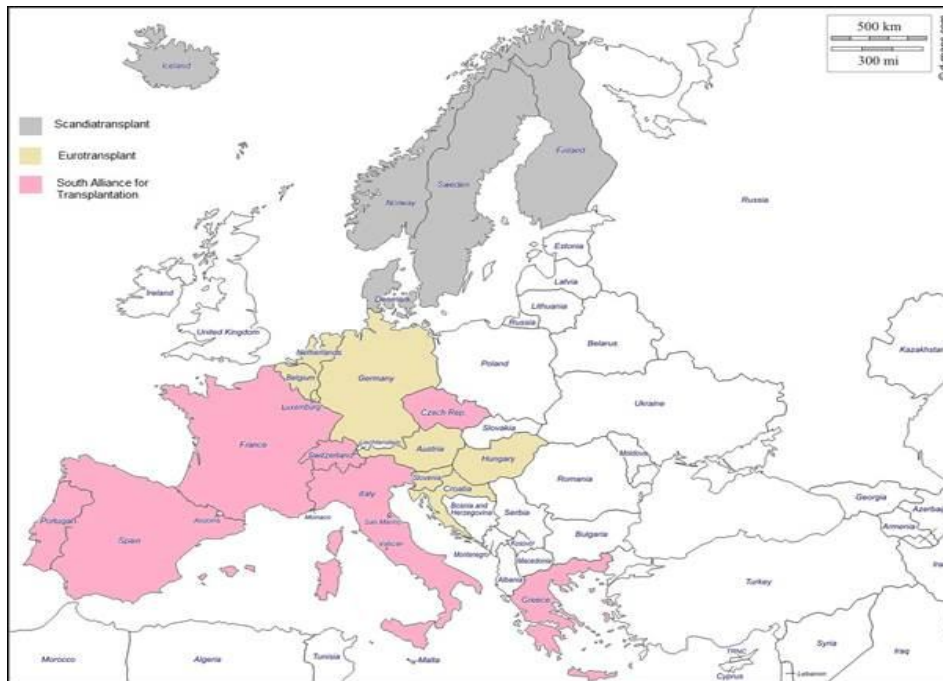 500 km
300 mi
Iceland
Scandiatransplant
Eurotransplant
South Alliance for
Transplantation
Finland
Sweden
Norway
Russia
Estonia
Latvia
Lithuania
Russia
Denmark
Ireland
United Kingdom
Belarus
Kazakhstan
Netherlands
Poland
Belgium
Germany
Ukraine
Luxemburg
Czech Rep.
Slovakia
Liechtenstein
France
Switzerland
Austria
Hungary
Moldova
Slovenia
Romania
Croatia
Italy
Bosnia and
Herzegovina
Serbia
Georgia
Monaco
San Marino
Portugal
Spain
Andorra
Vatican
Kosovo
Bulgaria
Armenia
Montenegro
Macedonia
Albania
Turkey
Greece
Malta
TRNC
Cyprus
Syria
Lebanon
Iraq
Morocco
Algeria
Tunisia